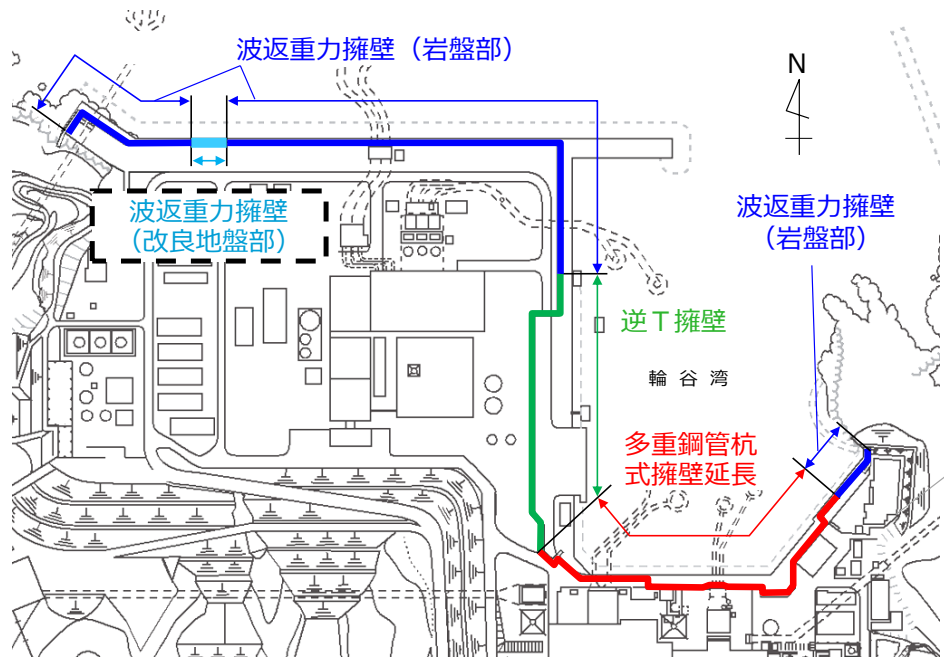 波返重力擁壁（岩盤部）
N
波返重力擁壁
（改良地盤部）
波返重力擁壁
（岩盤部）
逆Ｔ擁壁
輪谷湾
多重鋼管杭
式擁壁延長